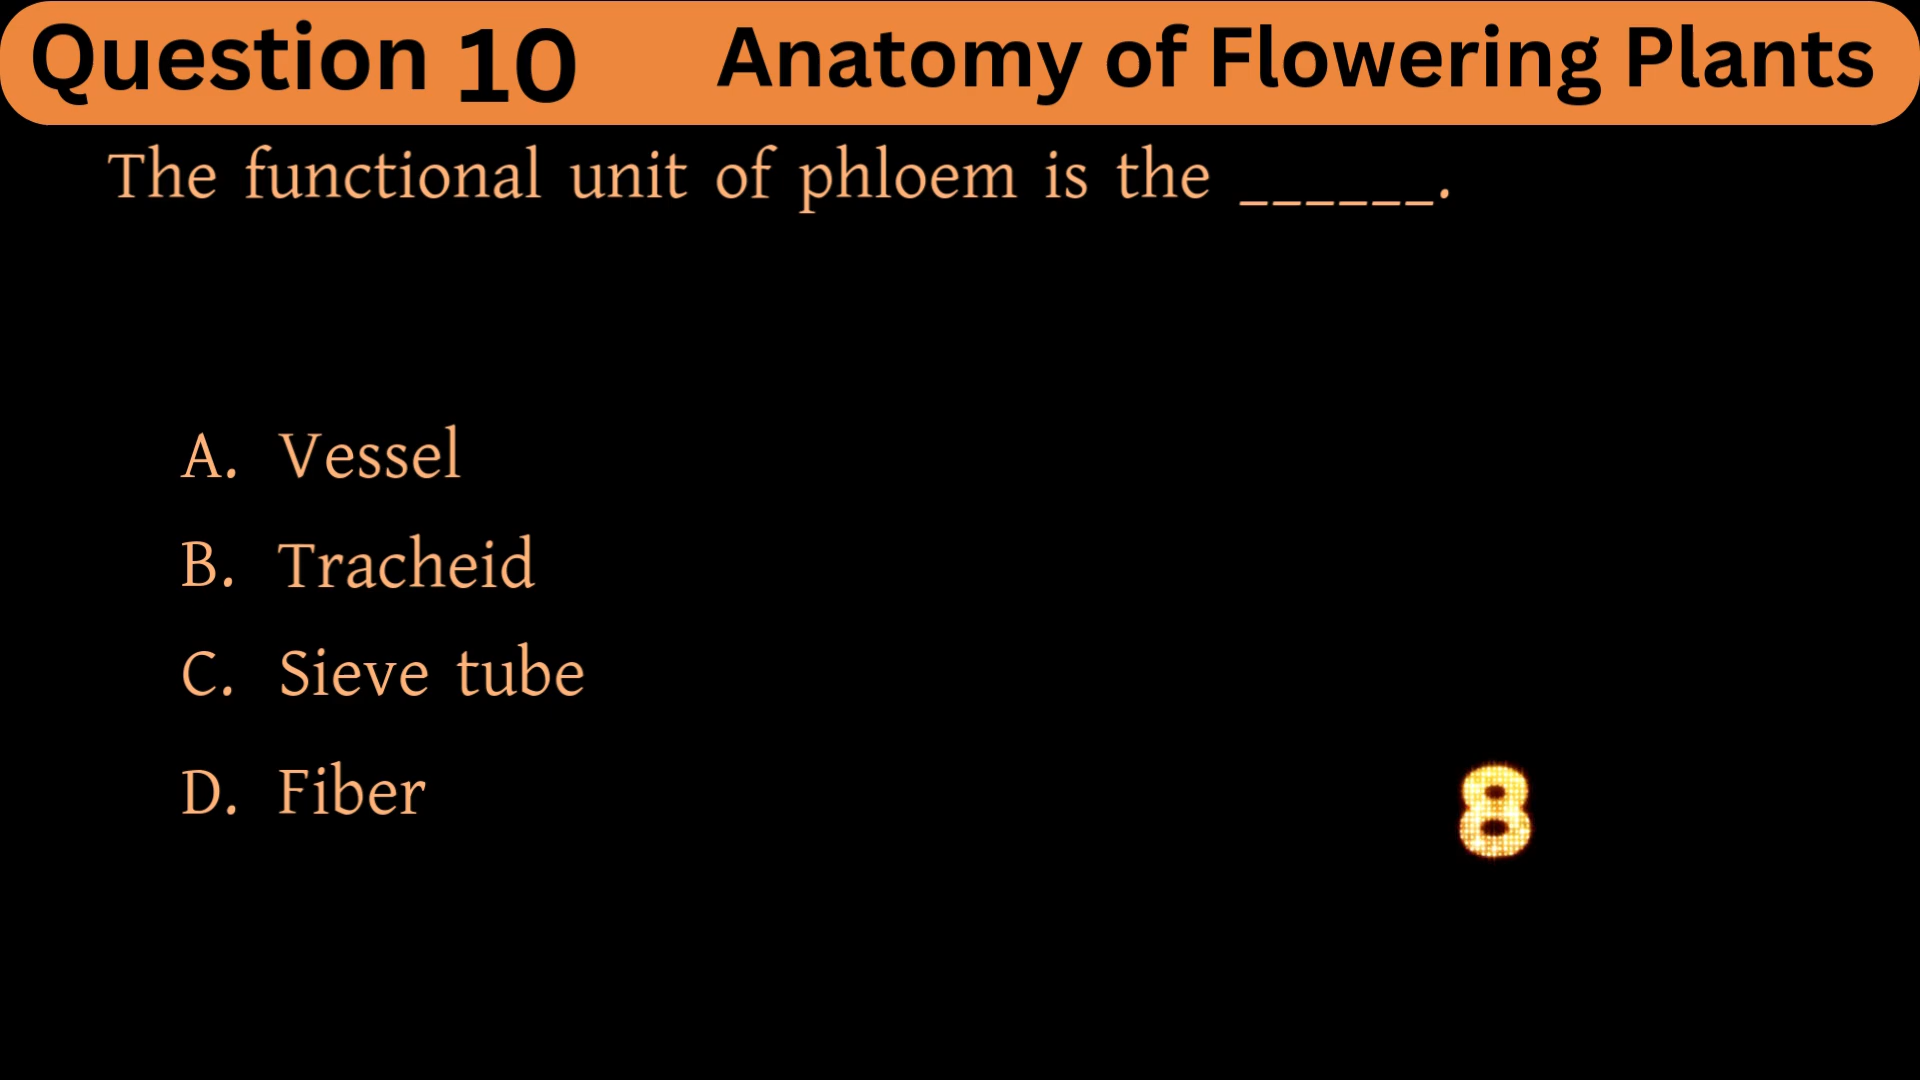 Question 10 Anatomy of Flowering Plants
The functional unit of phloem is the ______.
A. Vessel
B. Tracheid
C. Sieve tube
D. Fiber
8